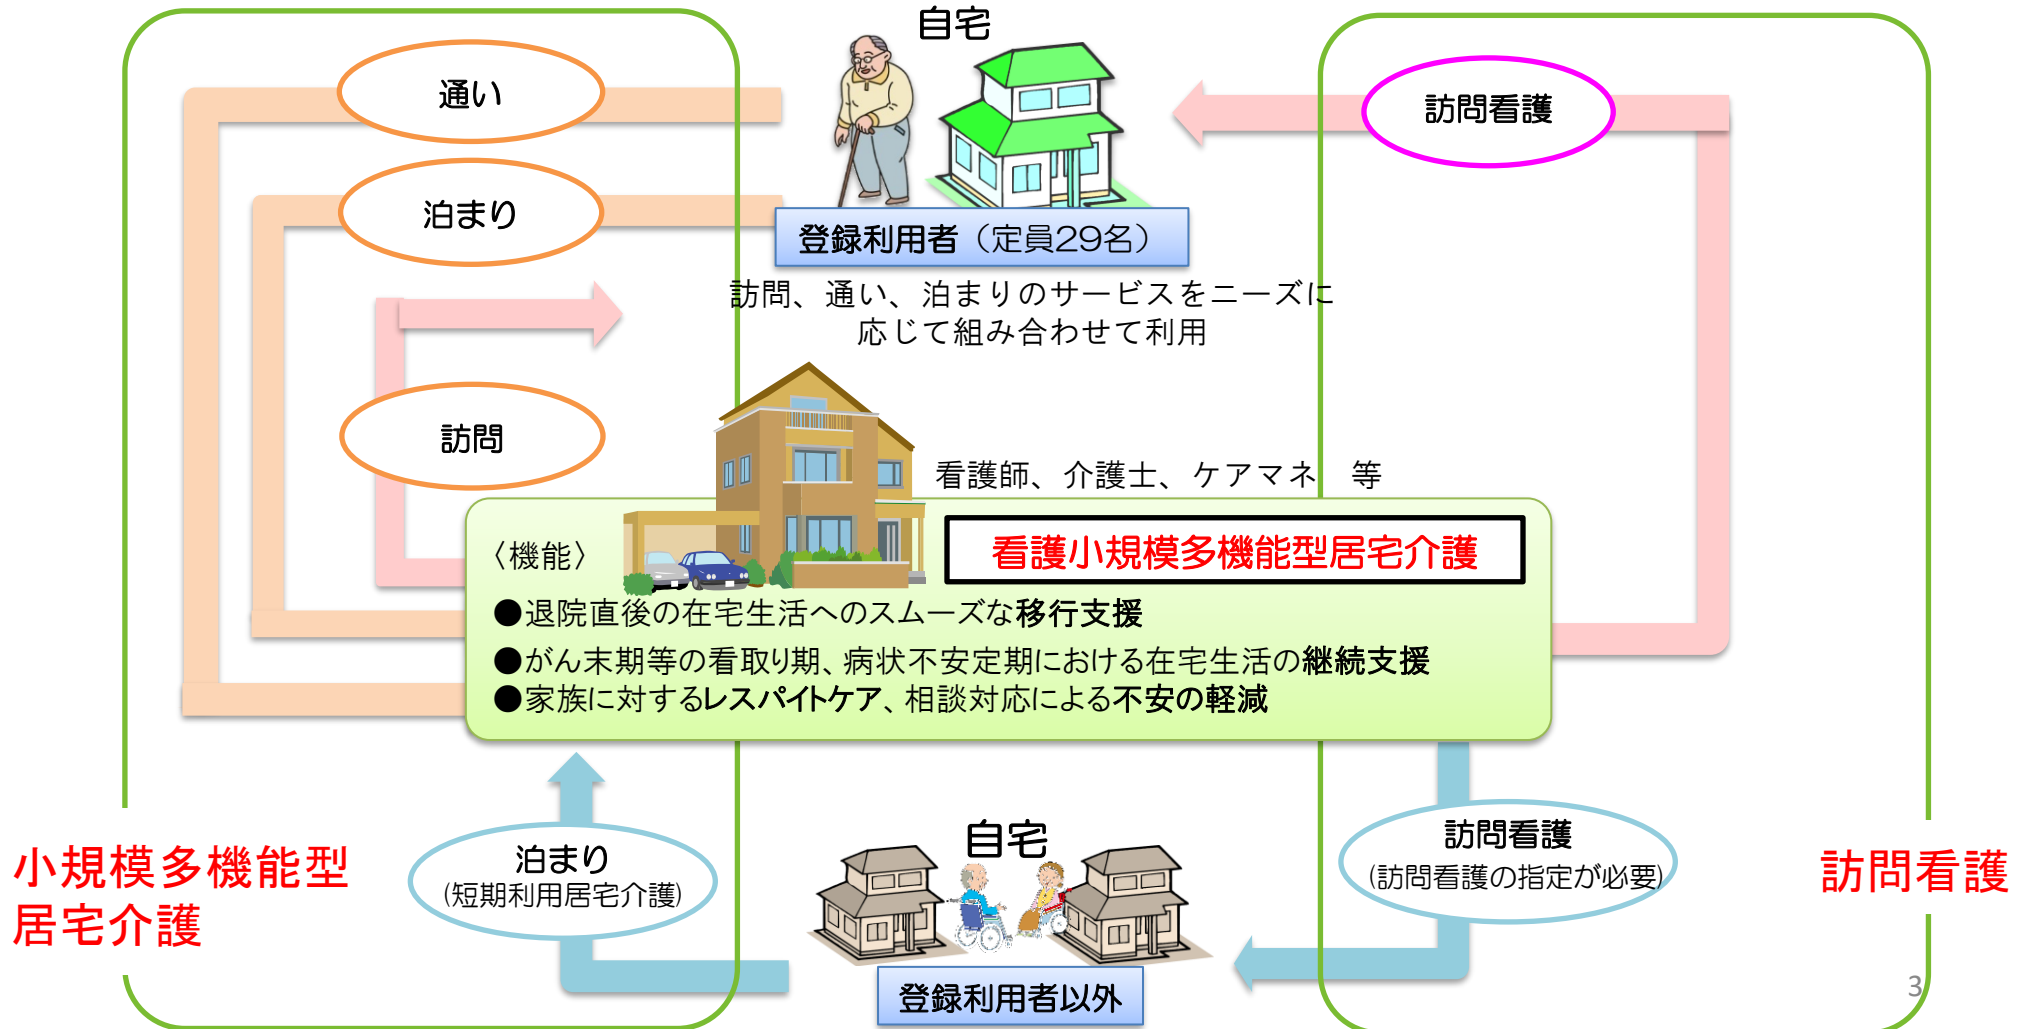 自宅
通い
訪問看護
泊まり
登録利用者（定員29名）
訪問、通い、泊まりのサービスをニーズに
応じて組み合わせて利用
訪問
看護師、介護士、ケアマネ　等
〈機能〉
看護小規模多機能型居宅介護
●退院直後の在宅生活へのスムーズな移行支援
●がん末期等の看取り期、病状不安定期における在宅生活の継続支援
●家族に対するレスパイトケア、相談対応による不安の軽減
小規模多機能型
居宅介護
泊まり
(短期利用居宅介護)
自宅
登録利用者以外
訪問看護
(訪問看護の指定が必要)
訪問看護
3